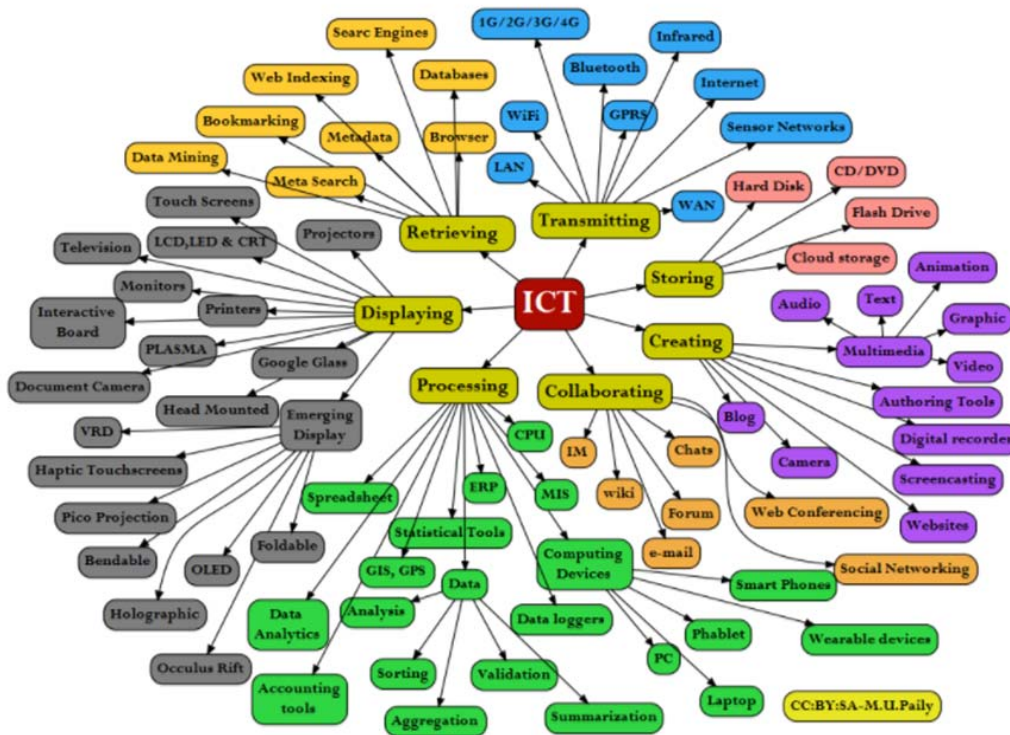 1G/2G/3G/4G
Searc Engines
Infrared
Bluetooth
Databases
Web Indexing
Internet
WiFi
GPRS
Bookmarking
Metadata
Browser
Sensor Networks
Data Mining
LAN
Meta Search
CD/DVD
Hard Disk
Touch Screens
WAN
Flash Drive
Transmitting
Retrieving
Projectors
LCD,LED & CRT
Television
Cloud storage
Animation
Storing
Monitors
ICT
Audio
Text
Printers
Displaying
Interactive
Board
Graphic
Creating
Multimedia
PLASMA
Google Glass
Video
Document Camera
Processing
Collaborating
Authoring Tools
Head Mounted
Emerging
Display
Blog
VRD
CPU
Digital recorder
IM
Chats
Camera
Haptic Touchscreens
Screencasting
Spreadsheet
ERP
MIS
wiki
Forum
Web Conferencing
Pico Projection
Websites
Statistical Tools
Foldable
e-mail
Bendable
Computing
Devices
OLED
GIS, GPS
Social Networking
Data
Smart Phones
Analysis
Holographic
Data
Analytics
Data loggers
Phablet
Wearable devices
PC
Occulus Rift
Sorting
Validation
Accounting
tools
Laptop
CC:BY:SA-M.U.Paily
Aggregation
Summarization